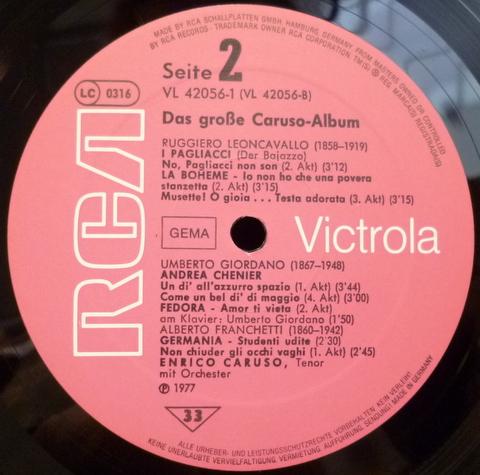 MADE BY RCA SCHALLPLATTEN GMBH, HAMBURG, GERMANY, FROM MASTERS OWNED OR CONTROLLED
BY RCA RECORDS · TRADEMARK OWNER RCA CORPORATION, TM(S) ® REG. MARCA(S) REGISTRADA(S)
Seite 2
LC 0316
VL 42056-1 (VL 42056-B)
Das große Caruso-Album
RUGGIERO LEONCAVALLO (1858-1919)
I PAGLIACCI (Der Bajazzo)
No, Pagliacci non son (2. Akt) (3'12)
LA BOHEME - Io non ho che una povera
stanzetta (2. Akt) (3'15)
Musette! O gioia ... Testa adorata (3. Akt) (3'15)
RCA
GEMA
Victrola
UMBERTO GIORDANO (1867-1948)
ANDREA CHENIER
Un di' all'azzurro spazio (1. Akt) (3'44)
Come un bel di' di maggio (4. Akt) (3'00)
FEDORA - Amor ti vieta (2. Akt)
am Klavier: Umberto Giordano (1'50)
ALBERTO FRANCHETTI (1860-1942)
GERMANIA - Studenti udite (2'30)
Non chiuder gli occhi vaghi (1. Akt) (2'45)
ENRICO CARUSO, Tenor
mit Orchester
℗ 1977
33
ALLE URHEBER- UND LEISTUNGSSCHUTZRECHTE VORBEHALTEN. KEIN VERLEIH!
KEINE UNERLAUBTE VERVIELFÄLTIGUNG, VERMIETUNG, AUFFÜHRUNG, SENDUNG! MADE IN GERMANY